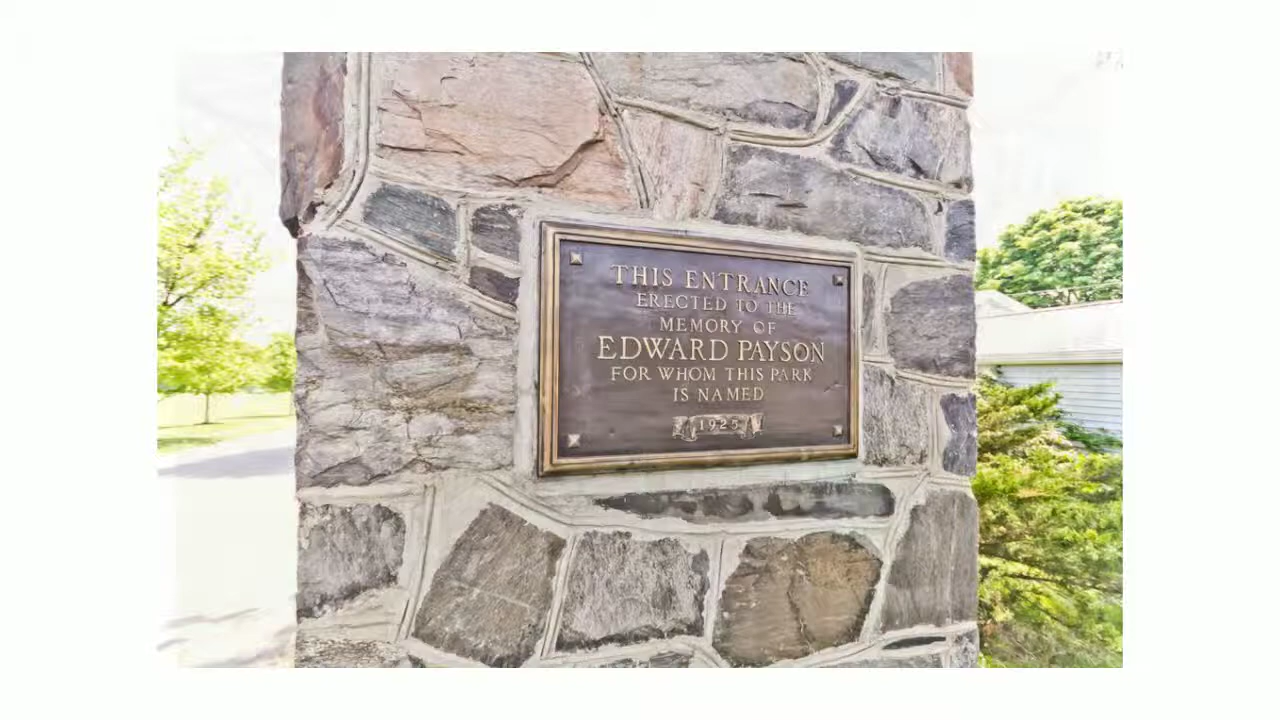 THIS ENTRANCE
ERECTED TO THE
MEMORY OF
EDWARD PAYSON
FOR WHOM THIS PARK
IS NAMED
1925